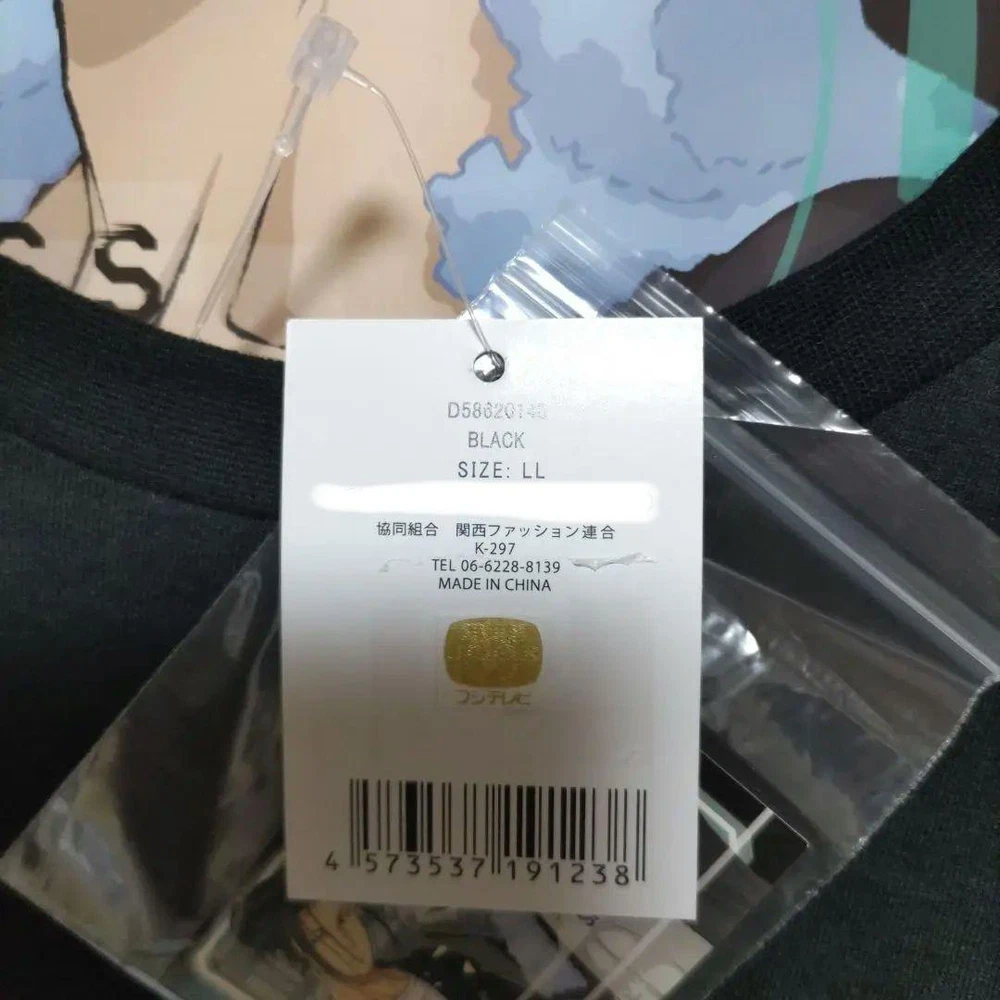 SS
D58620140
BLACK
SIZE: LL
協同組合 関西ファッション連合
K-297
TEL 06-6228-8139
MADE IN CHINA
フジテレビ
4 573537 191238